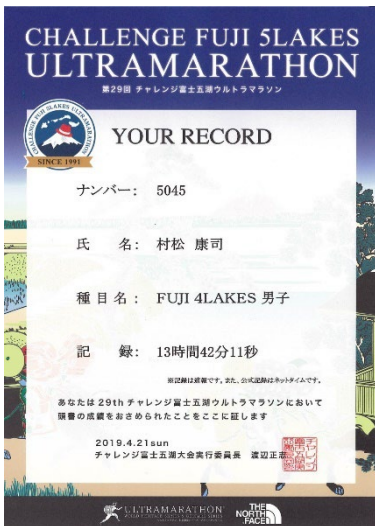 CHALLENGE FUJI 5LAKES
ULTRAMARATHON
第29回 チャレンジ富士五湖ウルトラマラソン
CHALLENGE FUJI 5LAKES ULTRAMARATHON
SINCE 1991
YOUR RECORD
ナンバー: 5045
氏 名: 村松 康司
種目名: FUJI 4LAKES 男子
記 録: 13時間42分11秒
※記録は速報です。また、公式記録はネットタイムです。
あなたは 29th チャレンジ富士五湖ウルトラマラソンにおいて
頭書の成績をおさめられたことをここに証します
2019.4.21sun
チャレンジ富士五湖大会実行委員長 渡辺正志
ULTRAMARATHON
THE
NORTH
FACE